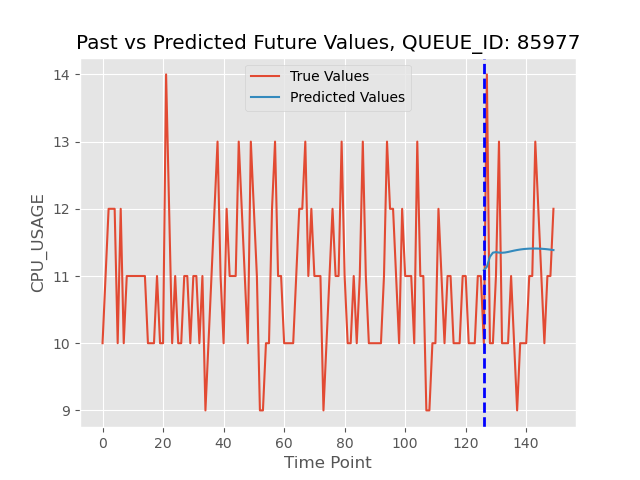 Past vs Predicted Future Values, QUEUE_ID: 85977
True Values
Predicted Values
14
13
12
11
10
9
CPU_USAGE
0 20 40 60 80 100 120 140
Time Point